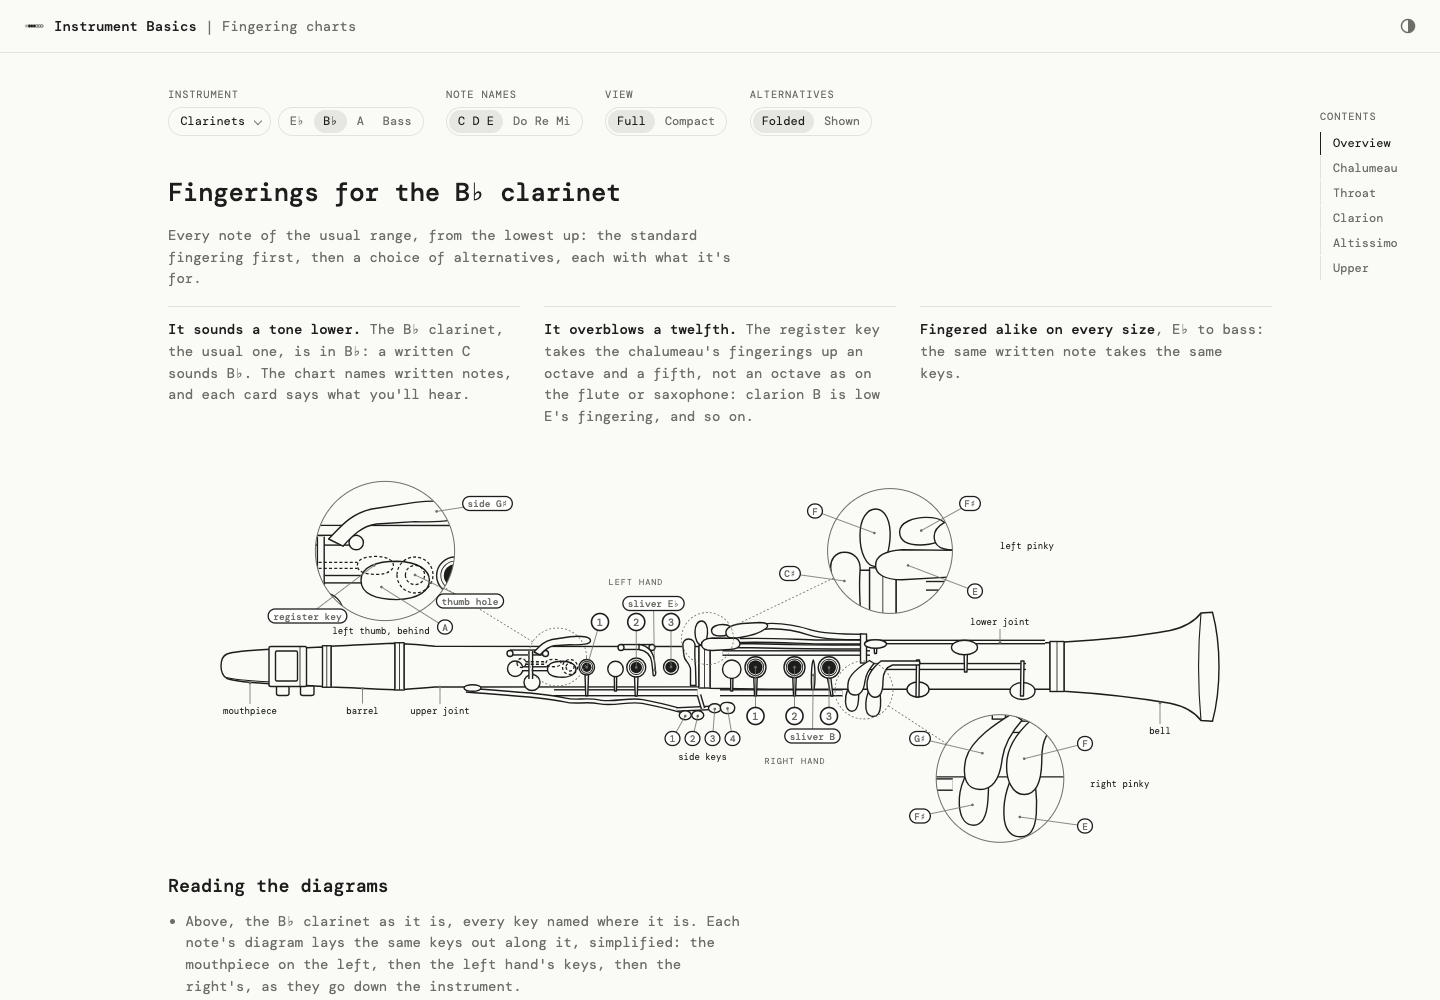 Instrument Basics | Fingering charts
INSTRUMENT
Clarinets
E♭ B♭ A Bass
NOTE NAMES
C D E Do Re Mi
VIEW
Full Compact
ALTERNATIVES
Folded Shown
CONTENTS
Overview
Chalumeau
Throat
Clarion
Altissimo
Upper
Fingerings for the B♭ clarinet
Every note of the usual range, from the lowest up: the standard
fingering first, then a choice of alternatives, each with what it's
for.
It sounds a tone lower. The B♭ clarinet,
the usual one, is in B♭: a written C
sounds B♭. The chart names written notes,
and each card says what you'll hear.
It overblows a twelfth. The register key
takes the chalumeau's fingerings up an
octave and a fifth, not an octave as on
the flute or saxophone: clarion B is low
E's fingering, and so on.
Fingered alike on every size, E♭ to bass:
the same written note takes the same
keys.
side G♯
register key
thumb hole
A
left thumb, behind
LEFT HAND
sliver E♭
1 2 3
F
F♯
C♯
E
left pinky
lower joint
mouthpiece
barrel
upper joint
1 2 3 4
side keys
1 2 3
sliver B
RIGHT HAND
bell
G♯
F
F♯
E
right pinky
Reading the diagrams
• Above, the B♭ clarinet as it is, every key named where it is. Each
note's diagram lays the same keys out along it, simplified: the
mouthpiece on the left, then the left hand's keys, then the
right's, as they go down the instrument.